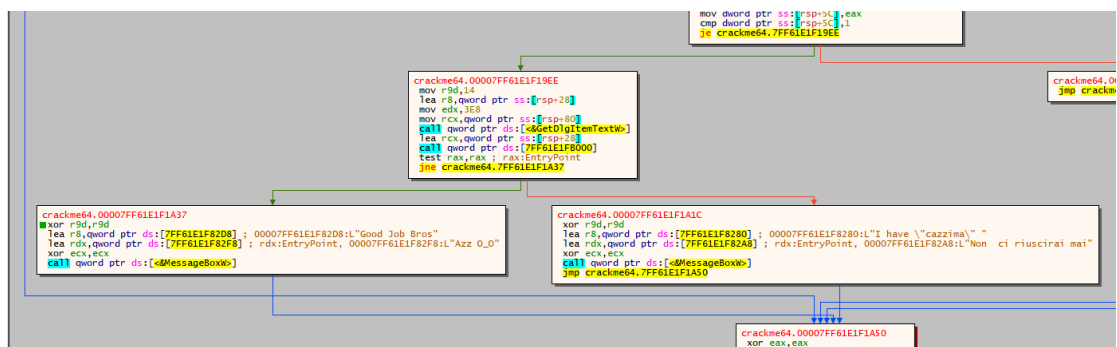 mov dword ptr ss:[rsp+5C],eax
cmp dword ptr ss:[rsp+5C],1
je crackme64.7FF61E1F19EE
crackme64.00007FF61E1F19EE
mov r9d,14
lea r8,qword ptr ss:[rsp+28]
mov edx,3E8
mov rcx,qword ptr ss:[rsp+80]
call qword ptr ds:[<&GetDlgItemTextW>]
lea rcx,qword ptr ss:[rsp+28]
call qword ptr ds:[7FF61E1FB000]
test rax,rax ; rax:EntryPoint
jne crackme64.7FF61E1F1A37
jmp
crackme64.00007FF61E1F1A37
xor r9d,r9d
lea r8,qword ptr ds:[7FF61E1F82D8] ; 00007FF61E1F82D8:L"Good Job Bros"
lea rdx,qword ptr ds:[7FF61E1F82F8] ; rdx:EntryPoint, 00007FF61E1F82F8:L"Azz O_O"
xor ecx,ecx
call qword ptr ds:[<&MessageBoxW>]
crackme64.00007FF61E1F1A1C
xor r9d,r9d
lea r8,qword ptr ds:[7FF61E1F8280] ; 00007FF61E1F8280:L"I have \"cazzima\" "
lea rdx,qword ptr ds:[7FF61E1F82A8] ; rdx:EntryPoint, 00007FF61E1F82A8:L"Non  ci riuscirai mai"
xor ecx,ecx
call qword ptr ds:[<&MessageBoxW>]
jmp crackme64.7FF61E1F1A50
crackme64.00007FF61E1F1A50
xor eax,eax